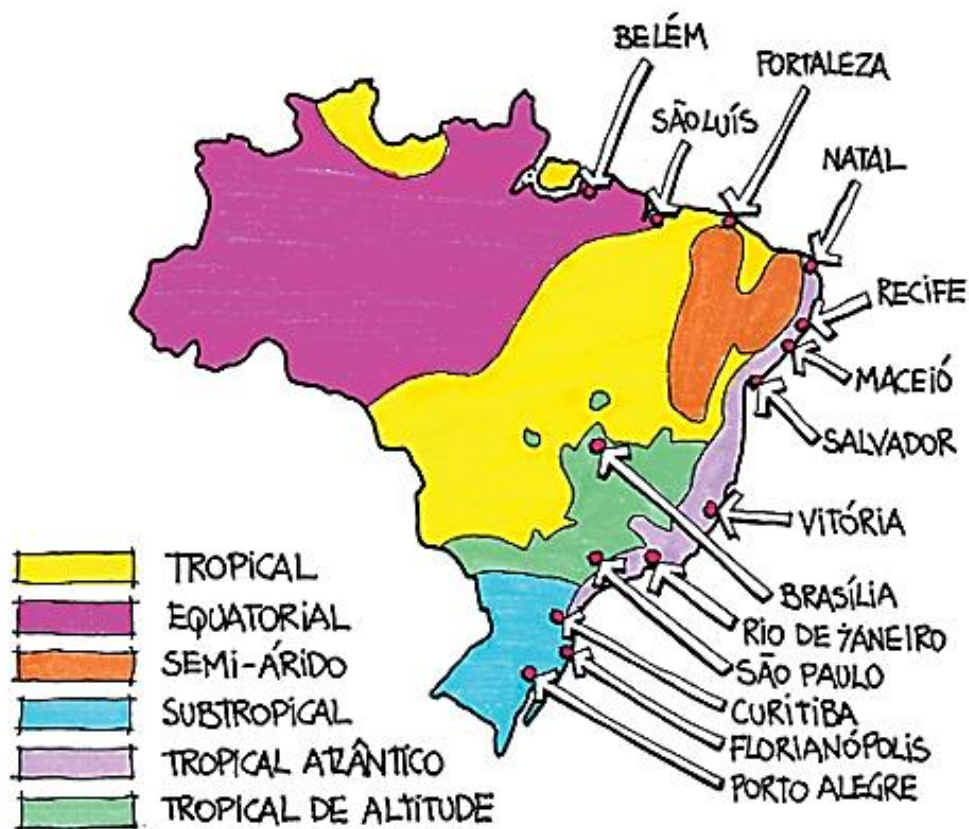 BELÉM
FORTALEZA
SÃO LUÍS
NATAL
RECIFE
MACEIÓ
SALVADOR
VITÓRIA
BRASÍLIA
RIO DE JANEIRO
SÃO PAULO
CURITIBA
FLORIANÓPOLIS
PORTO ALEGRE
TROPICAL
EQUATORIAL
SEMI-ÁRIDO
SUBTROPICAL
TROPICAL ATLÂNTICO
TROPICAL DE ALTITUDE